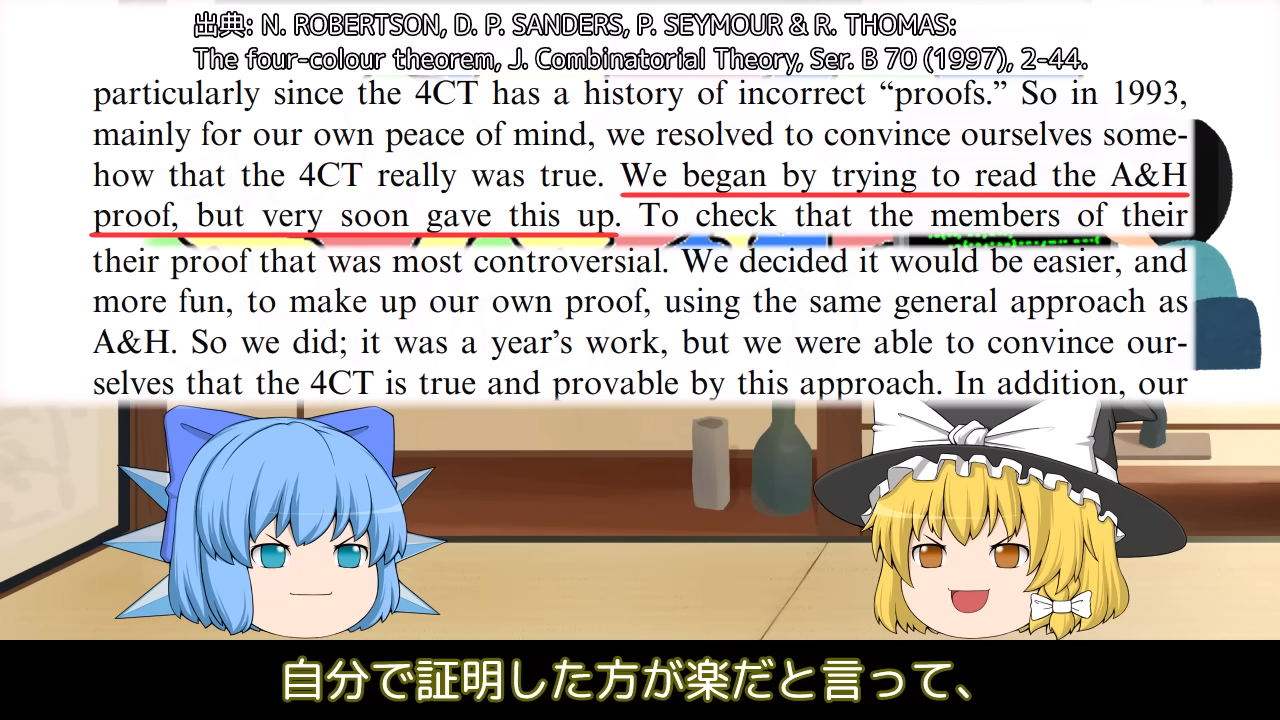 出典: N. ROBERTSON, D. P. SANDERS, P. SEYMOUR & R. THOMAS:
The four-colour theorem, J. Combinatorial Theory, Ser. B 70 (1997), 2-44.
particularly since the 4CT has a history of incorrect “proofs.” So in 1993,
mainly for our own peace of mind, we resolved to convince ourselves some-
how that the 4CT really was true. We began by trying to read the A&H
proof, but very soon gave this up. To check that the members of their
their proof that was most controversial. We decided it would be easier, and
more fun, to make up our own proof, using the same general approach as
A&H. So we did; it was a year’s work, but we were able to convince our-
selves that the 4CT is true and provable by this approach. In addition, our
自分で証明した方が楽だと言って、